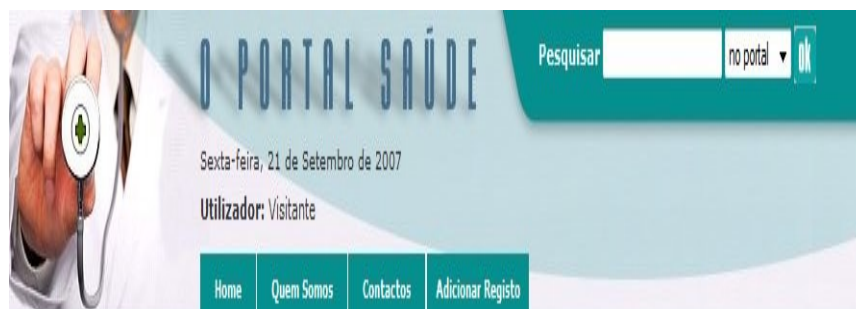 O PORTAL SAÚDE
Pesquisar no portal ok
Sexta-feira, 21 de Setembro de 2007
Utilizador: Visitante
Home Quem Somos Contactos Adicionar Registo